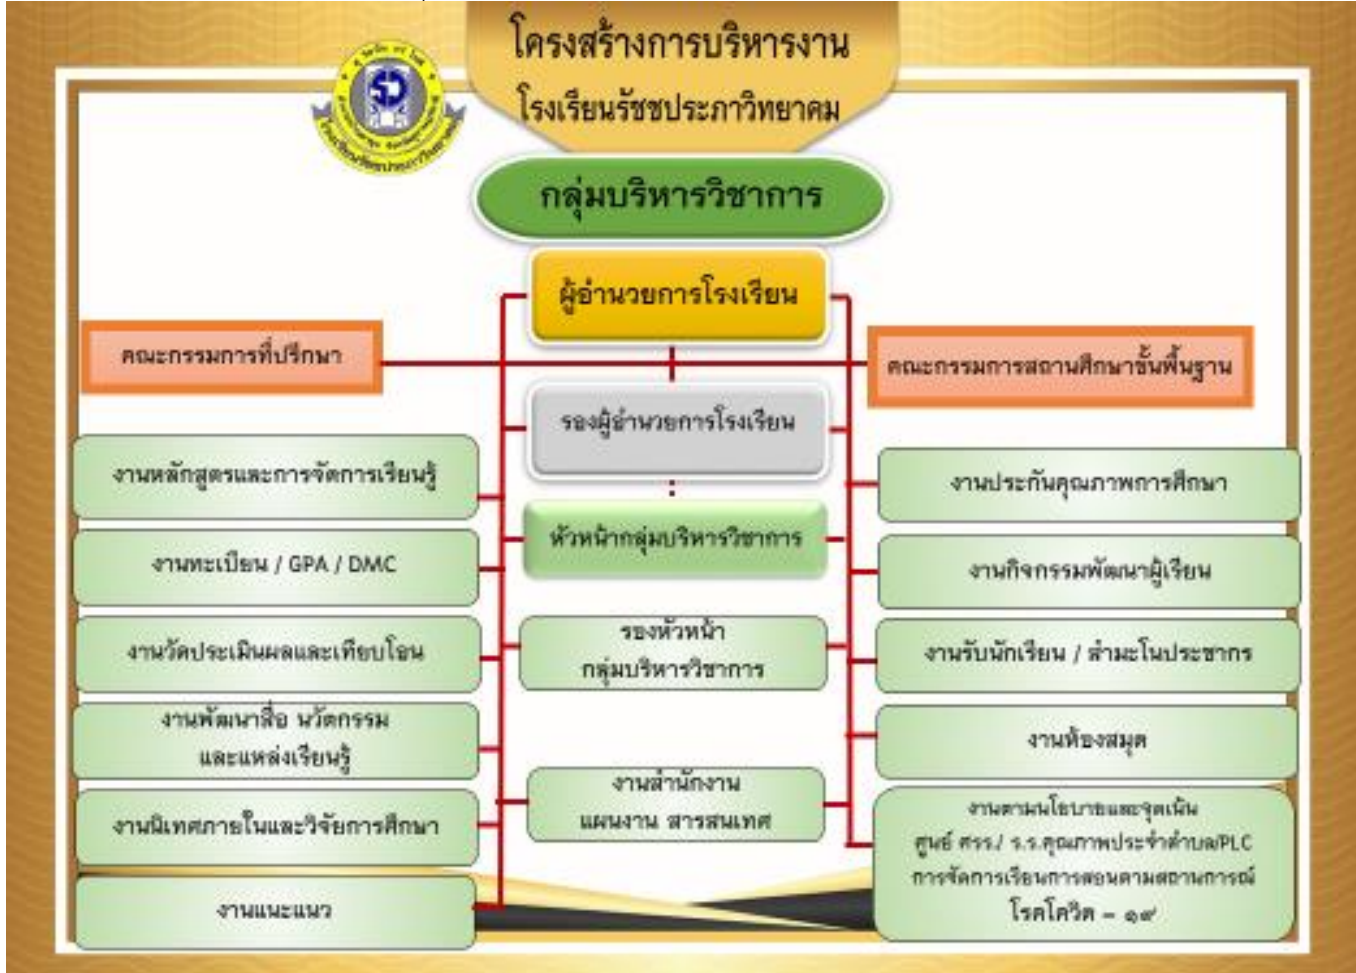 โครงสร้างการบริหารงาน
โรงเรียนรัชชประภาวิทยาคม
กลุ่มบริหารวิชาการ
ผู้อำนวยการโรงเรียน
คณะกรรมการที่ปรึกษา
คณะกรรมการสถานศึกษาขั้นพื้นฐาน
รองผู้อำนวยการโรงเรียน
งานหลักสูตรและการจัดการเรียนรู้
งานประกันคุณภาพการศึกษา
หัวหน้ากลุ่มบริหารวิชาการ
งานทะเบียน / GPA / DMC
งานกิจกรรมพัฒนาผู้เรียน
รองหัวหน้า
กลุ่มบริหารวิชาการ
งานวัดประเมินผลและเทียบโอน
งานรับนักเรียน / สำมะโนประชากร
งานพัฒนาสื่อ นวัตกรรม
และแหล่งเรียนรู้
งานห้องสมุด
งานสำนักงาน
แผนงาน สารสนเทศ
งานนิเทศภายในและวิจัยการศึกษา
งานตามนโยบายและจุดเน้น
ศูนย์ ศรร./ ร.ร.คุณภาพประจำตำบล/PLC
การจัดการเรียนการสอนตามสถานการณ์
โรคโควิด - ๑๙
งานแนะแนว